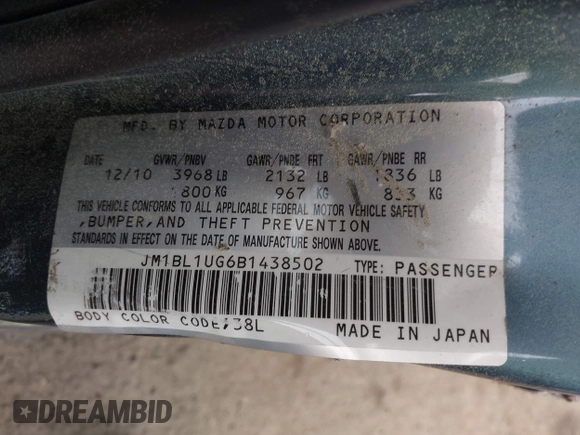 MFD. BY MAZDA MOTOR CORPORATION
DATE GVWR/PNBV GAWR/PNBE FRT GAWR/PNBE RR
12/10 3968 LB 2132 LB 1836 LB
1800 KG 967 KG 833 KG
THIS VEHICLE CONFORMS TO ALL APPLICABLE FEDERAL MOTOR VEHICLE SAFETY
,BUMPER,AND THEFT PREVENTION
STANDARDS IN EFFECT ON THE DATE OF MANUFACTURE SHOWN ABOVE.
JM1BL1UG6B1438502 TYPE: PASSENGER
BODY COLOR CODE;38L MADE IN JAPAN
DREAMBID